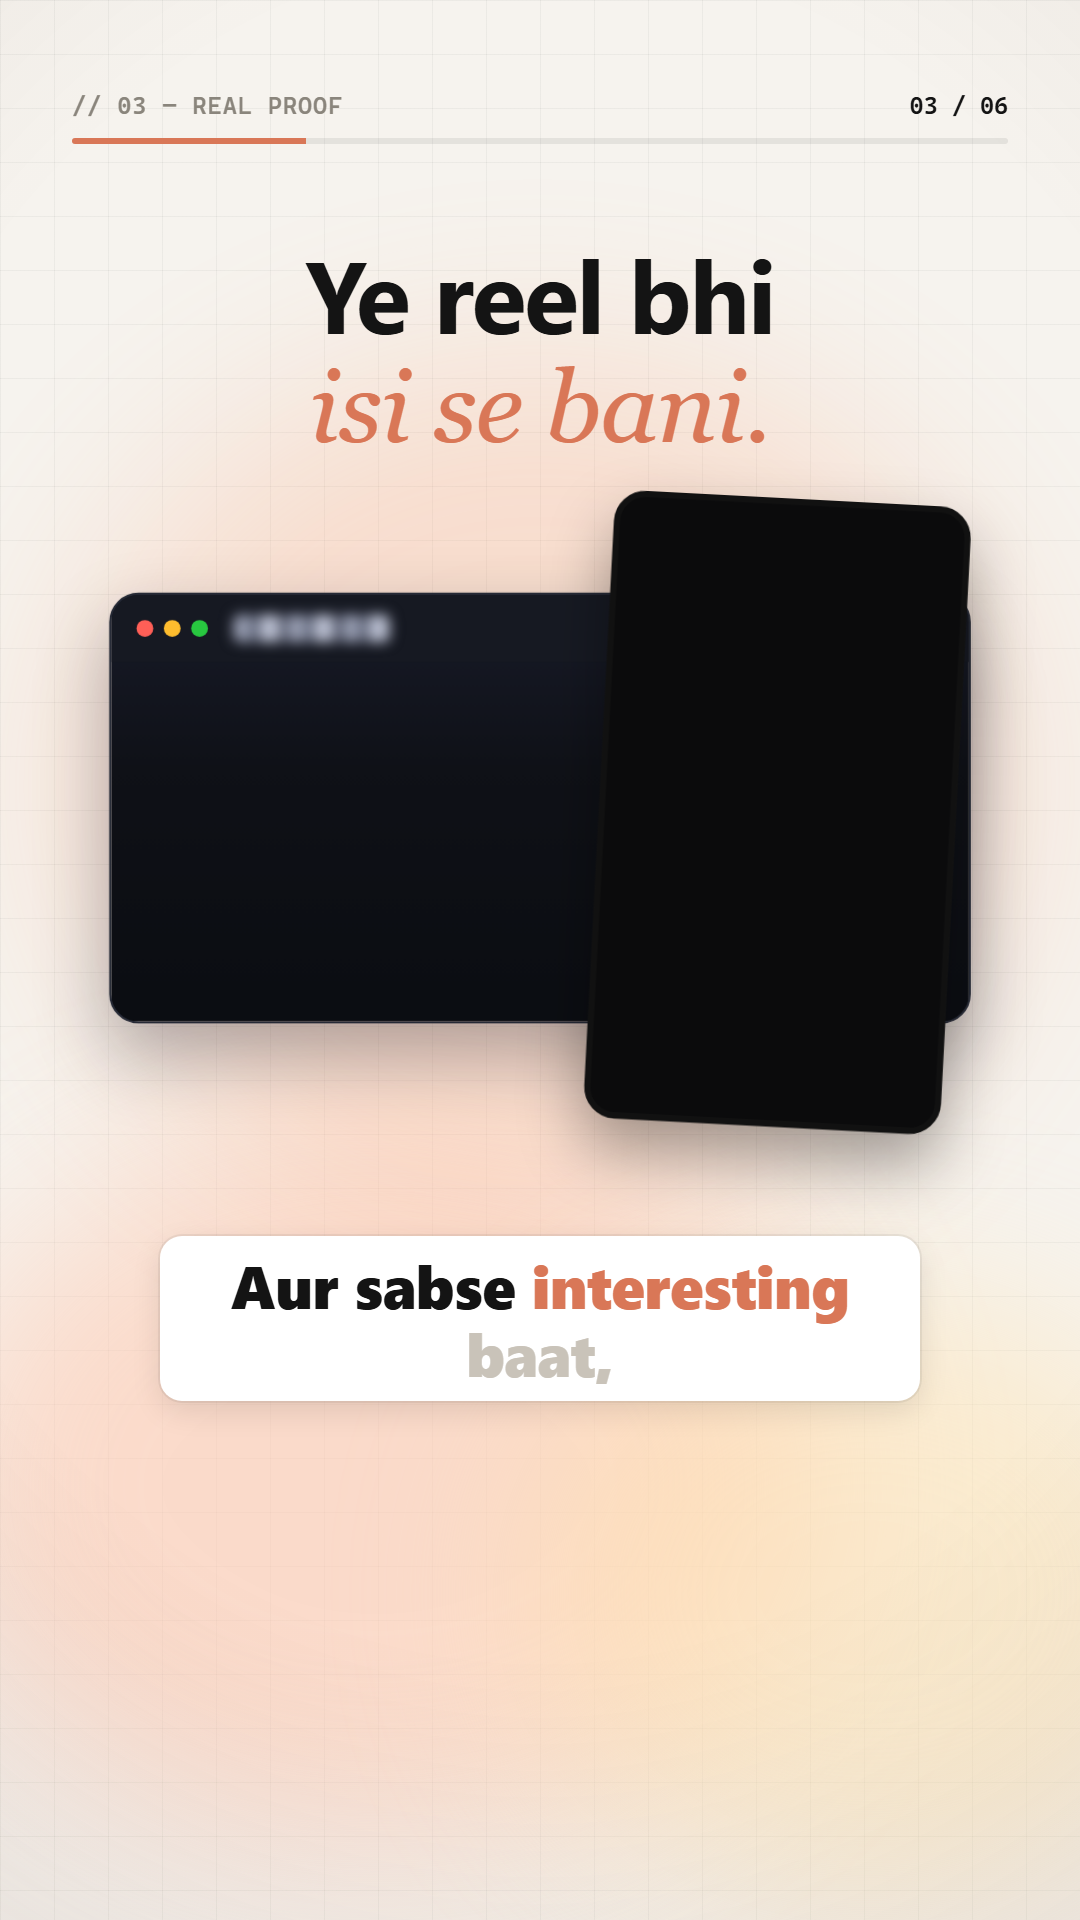 // 03 — REAL PROOF
03 / 06
Ye reel bhi
isi se bani.
Aur sabse interesting
baat,